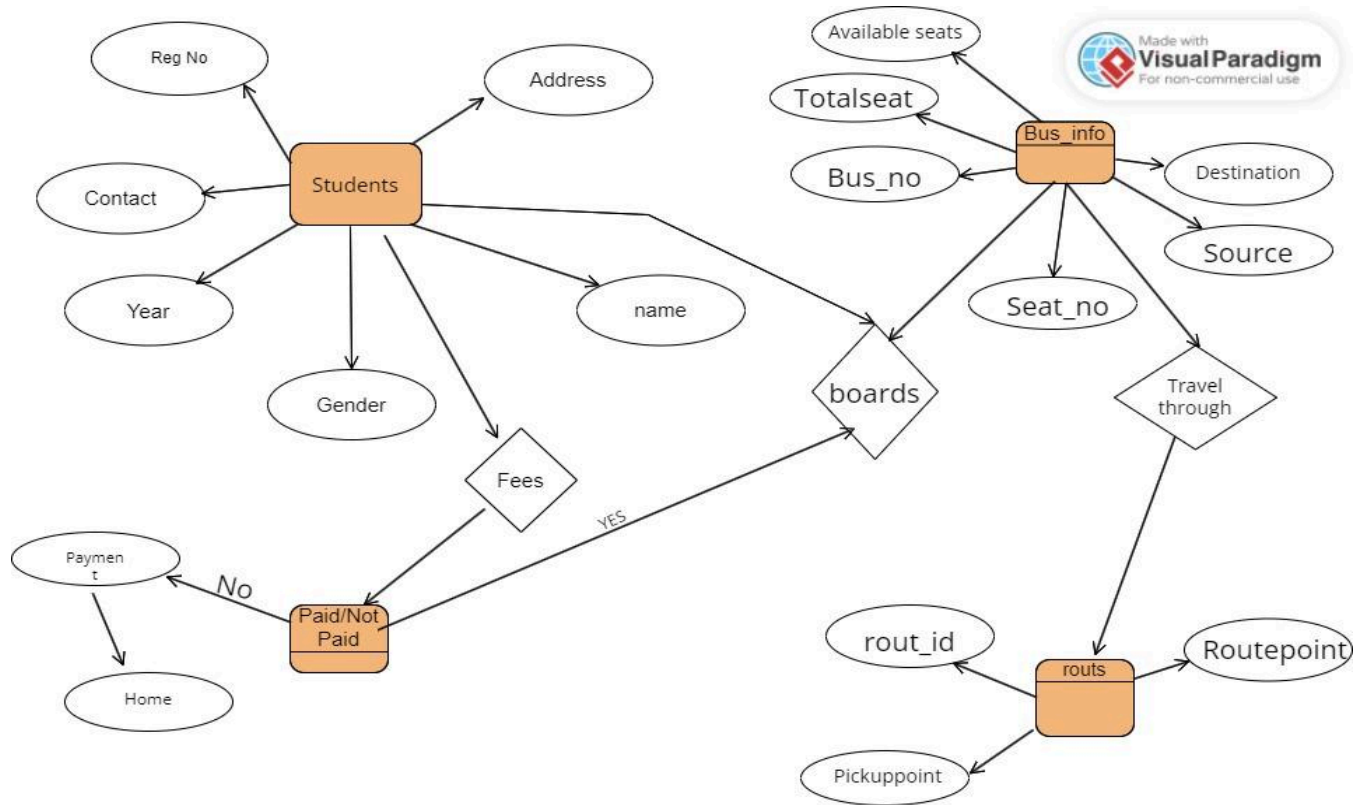 Reg No
Address
Students
Contact
Year
name
Gender
Fees
YES
Paymen
t
No
Paid/Not
Paid
Home
Available seats
Made with
Visual Paradigm
For non-commercial use
Totalseat
Bus_info
Bus_no
Destination
Source
Seat_no
boards
Travel
through
rout_id
Routepoint
routs
Pickuppoint